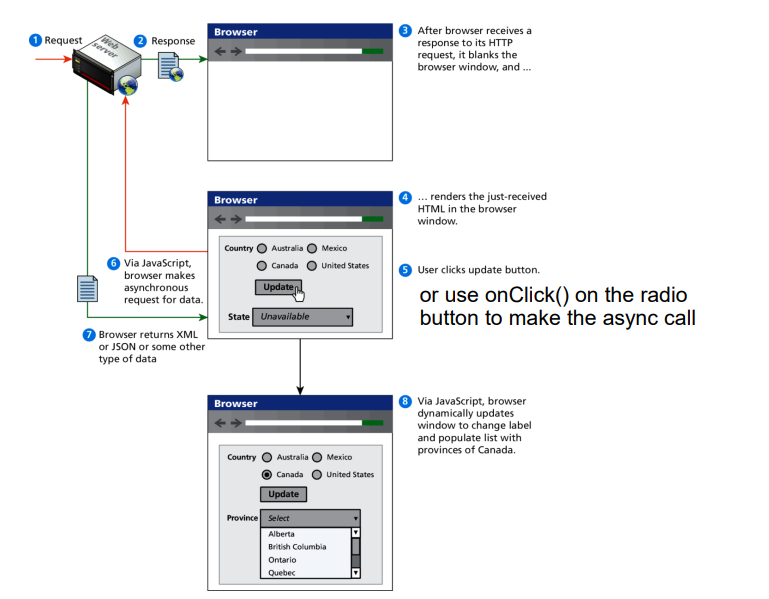 1 Request
Web
server
2 Response
Browser
3 After browser receives a
response to its HTTP
request, it blanks the
browser window, and ...
Browser
4 ... renders the just-received
HTML in the browser
window.
Country Australia Mexico
Canada United States
Update
State Unavailable
5 User clicks update button.
or use onClick() on the radio
button to make the async call
6 Via JavaScript,
browser makes
asynchronous
request for data.
7 Browser returns XML
or JSON or some other
type of data
Browser
8 Via JavaScript, browser
dynamically updates
window to change label
and populate list with
provinces of Canada.
Country Australia Mexico
Canada United States
Update
Province Select
Alberta
British Columbia
Ontario
Quebec